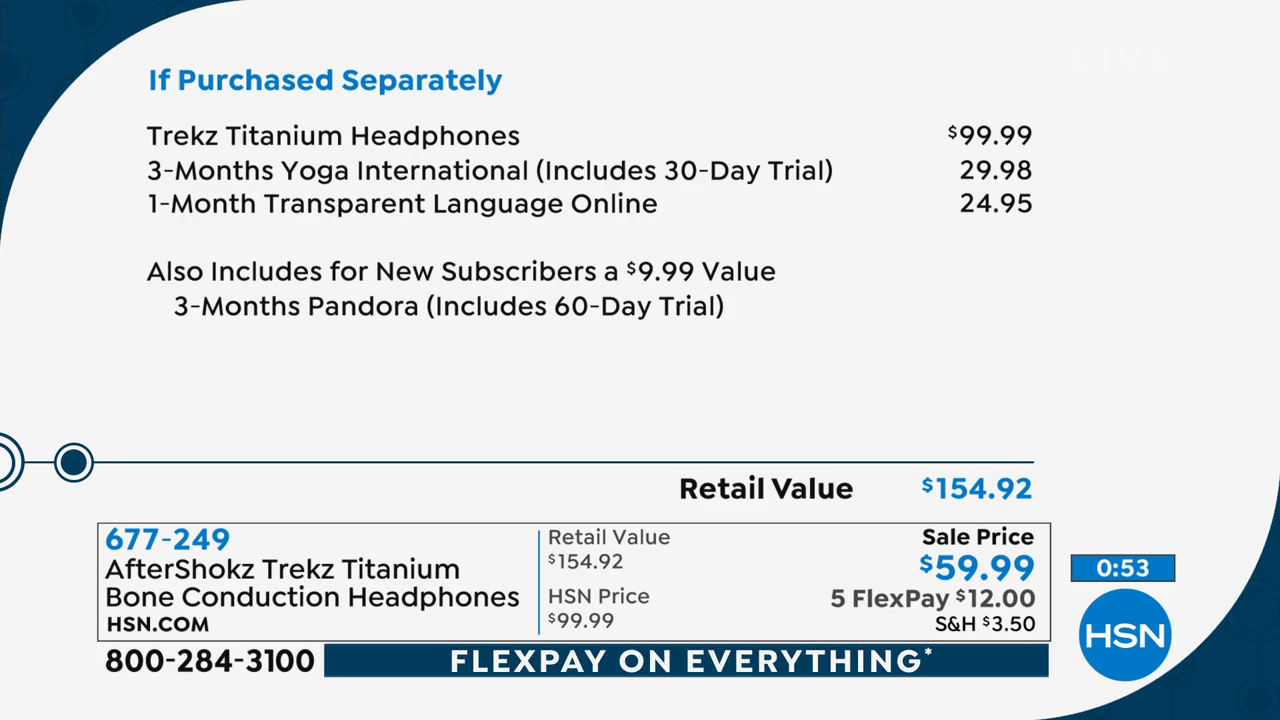 LIVE
If Purchased Separately
Trekz Titanium Headphones $99.99
3-Months Yoga International (Includes 30-Day Trial) 29.98
1-Month Transparent Language Online 24.95
Also Includes for New Subscribers a $9.99 Value
3-Months Pandora (Includes 60-Day Trial)
Retail Value $154.92
677-249
AfterShokz Trekz Titanium
Bone Conduction Headphones
HSN.COM
Retail Value
$154.92
HSN Price
$99.99
Sale Price
$59.99
5 FlexPay $12.00
S&H $3.50
0:53
HSN
800-284-3100
FLEXPAY ON EVERYTHING*